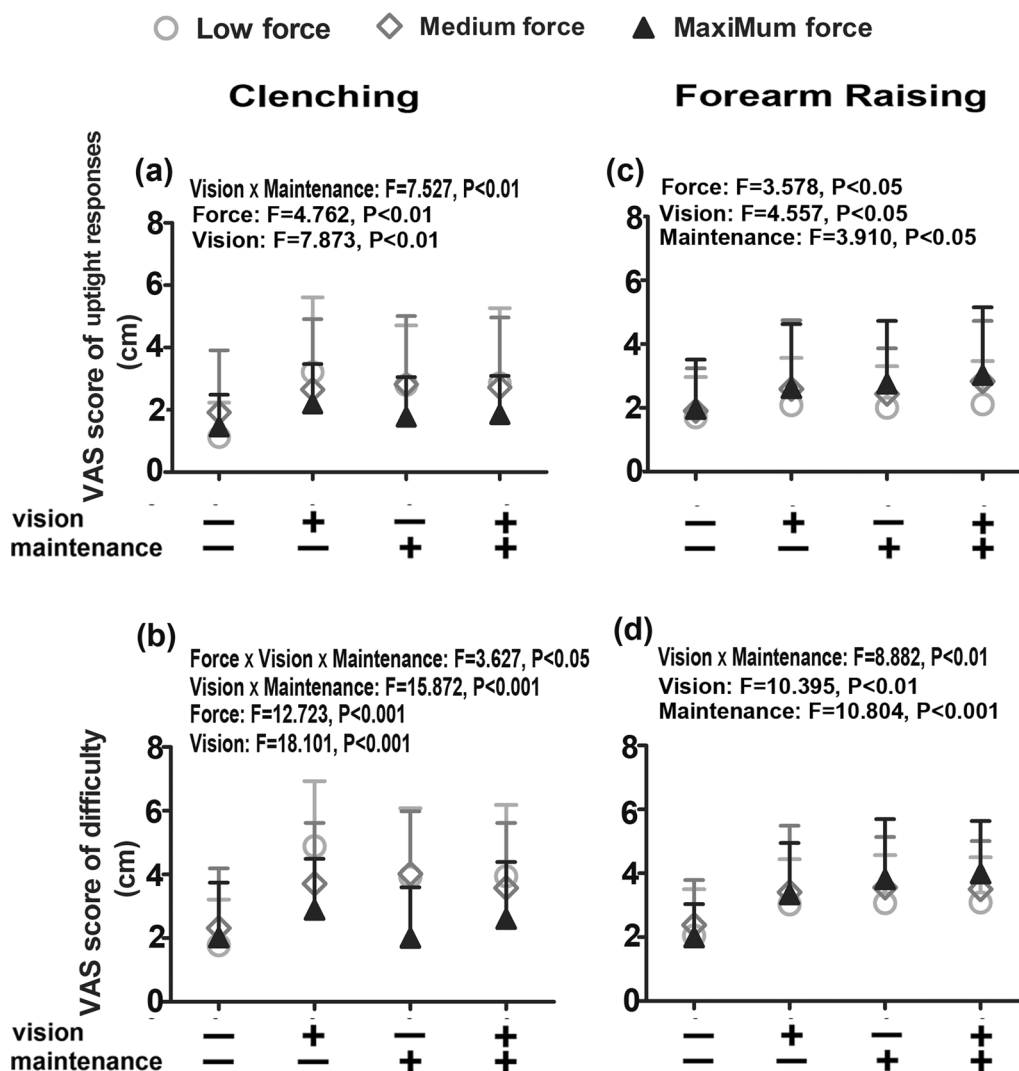 Low force Medium force MaxiMum force
Clenching Forearm Raising
VAS score of uptight responses
(cm)
(a)
Vision x Maintenance: F=7.527, P<0.01
Force: F=4.762, P<0.01
Vision: F=7.873, P<0.01
8
6
4
2
0
(c)
Force: F=3.578, P<0.05
Vision: F=4.557, P<0.05
Maintenance: F=3.910, P<0.05
8
6
4
2
0
vision — + — + — + — +
maintenance — — + + — — + +
VAS score of difficulty
(cm)
(b)
Force x Vision x Maintenance: F=3.627, P<0.05
Vision x Maintenance: F=15.872, P<0.001
Force: F=12.723, P<0.001
Vision: F=18.101, P<0.001
8
6
4
2
0
(d)
Vision x Maintenance: F=8.882, P<0.01
Vision: F=10.395, P<0.01
Maintenance: F=10.804, P<0.001
8
6
4
2
0
vision — + — + — + — +
maintenance — — + + — — + +